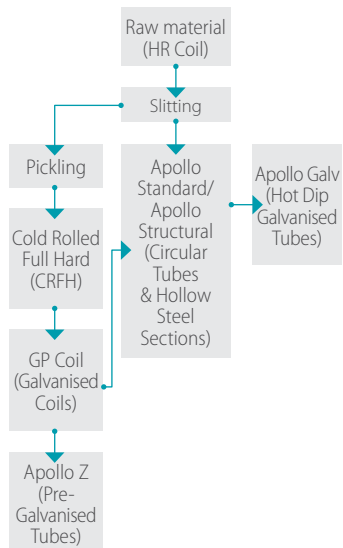 Raw material
(HR Coil)
Slitting
Pickling
Cold Rolled
Full Hard
(CRFH)
GP Coil
(Galvanised
Coils)
Apollo Z
(Pre-
Galvanised
Tubes)
Apollo
Standard/
Apollo
Structural
(Circular
Tubes
& Hollow
Steel
Sections)
Apollo Galv
(Hot Dip
Galvanised
Tubes)